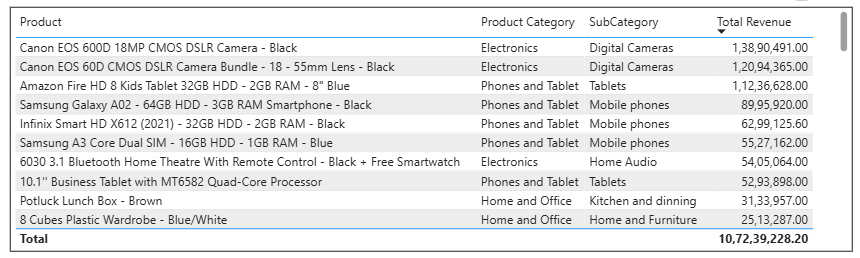 Product Product Category SubCategory Total Revenue
Canon EOS 600D 18MP CMOS DSLR Camera - Black Electronics Digital Cameras 1,38,90,491.00
Canon EOS 60D CMOS DSLR Camera Bundle - 18 - 55mm Lens - Black Electronics Digital Cameras 1,20,94,365.00
Amazon Fire HD 8 Kids Tablet 32GB HDD - 2GB RAM - 8" Blue Phones and Tablet Tablets 1,12,36,628.00
Samsung Galaxy A02 - 64GB HDD - 3GB RAM Smartphone - Black Phones and Tablet Mobile phones 89,95,920.00
Infinix Smart HD X612 (2021) - 32GB HDD - 2GB RAM - Black Phones and Tablet Mobile phones 62,99,125.60
Samsung A3 Core Dual SIM - 16GB HDD - 1GB RAM - Blue Phones and Tablet Mobile phones 55,27,162.00
6030 3.1 Bluetooth Home Theatre With Remote Control - Black + Free Smartwatch Electronics Home Audio 54,05,064.00
10.1'' Business Tablet with MT6582 Quad-Core Processor Phones and Tablet Tablets 52,93,898.00
Potluck Lunch Box - Brown Home and Office Kitchen and dinning 31,33,957.00
8 Cubes Plastic Wardrobe - Blue/White Home and Office Home and Furniture 25,13,287.00
Total 10,72,39,228.20